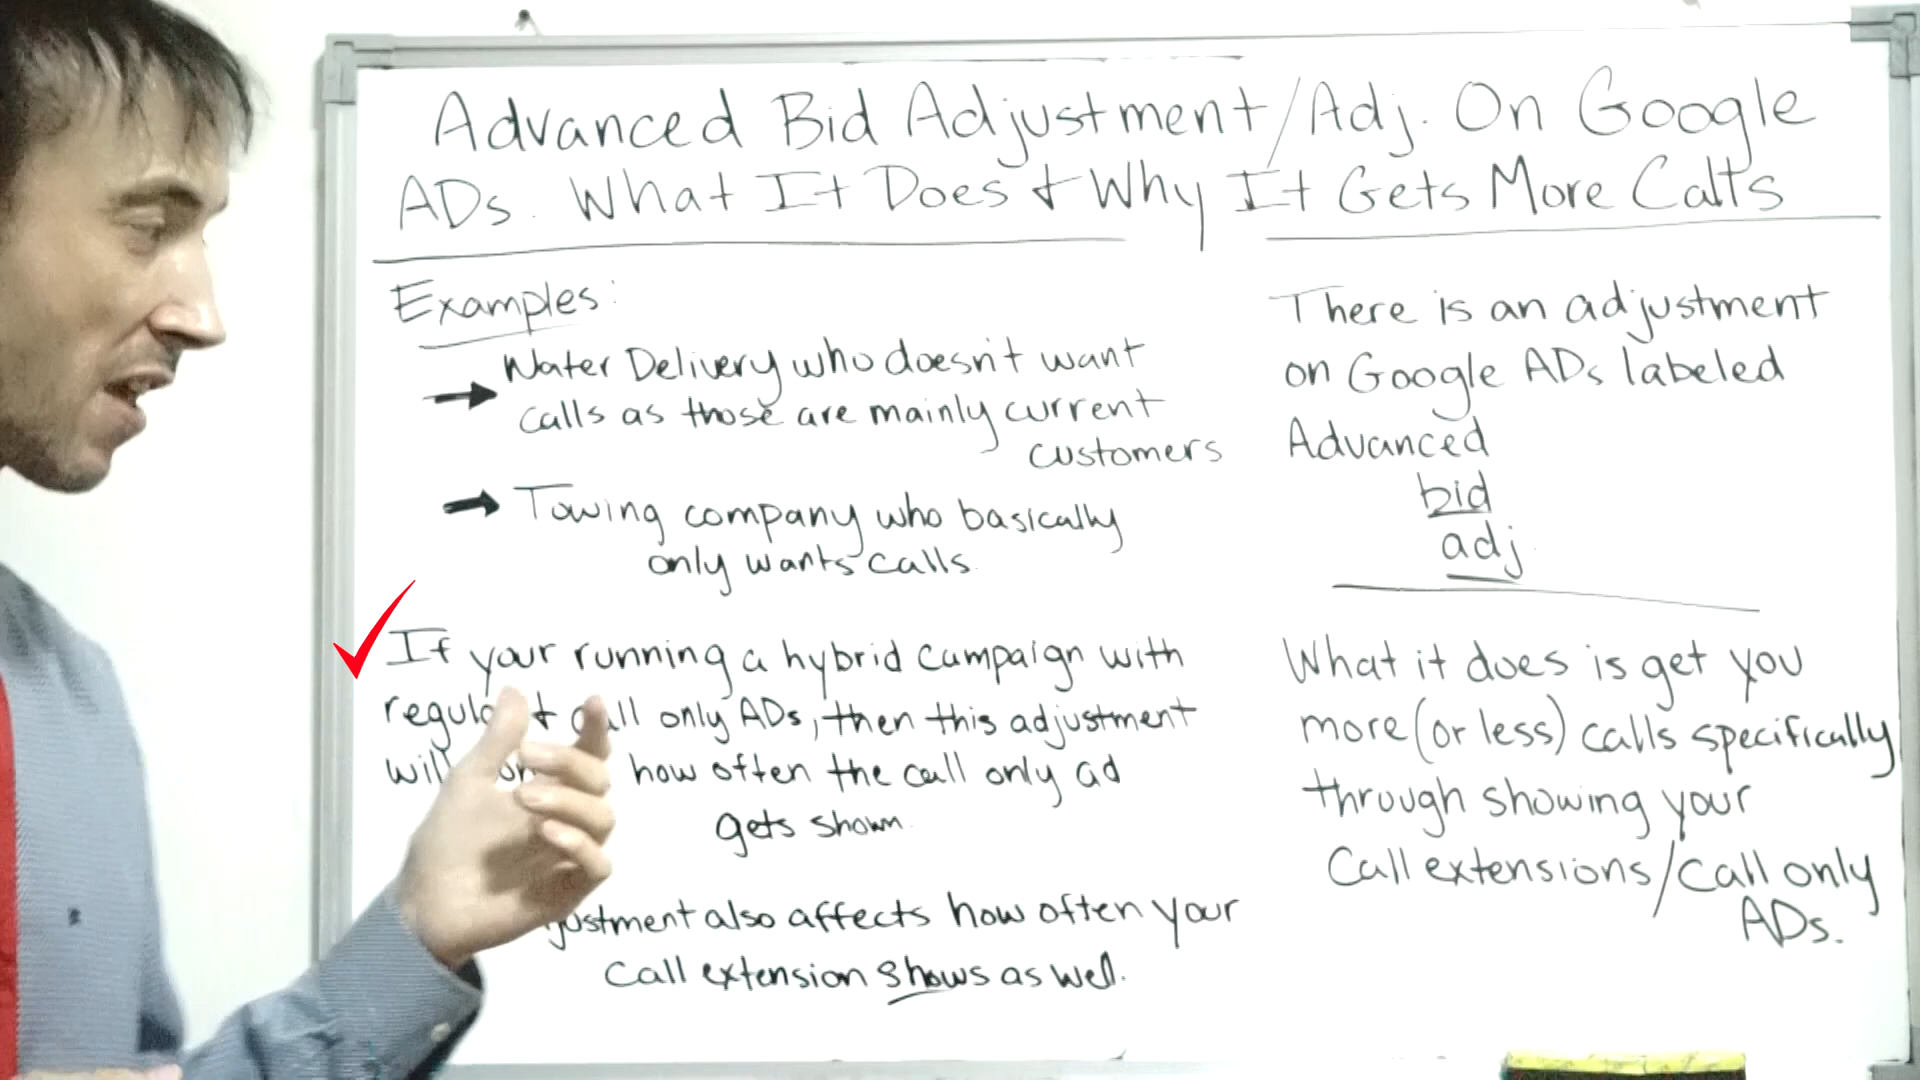 Advanced Bid Adjustment/Adj. On Google
ADs. What It Does & Why It Gets More Calls
Examples:
Water Delivery who doesn't want
calls as those are mainly current
customers
Towing company who basically
only wants calls.
If your running a hybrid campaign with
call only ADs, then this adjustment
how often the call only ad
gets shown.
also affects how often your
call extension shows as well.
There is an adjustment
on Google ADs labeled
Advanced
bid
adj
What it does is get you
more (or less) calls specifically
through showing your
Call extensions/call only
ADs.